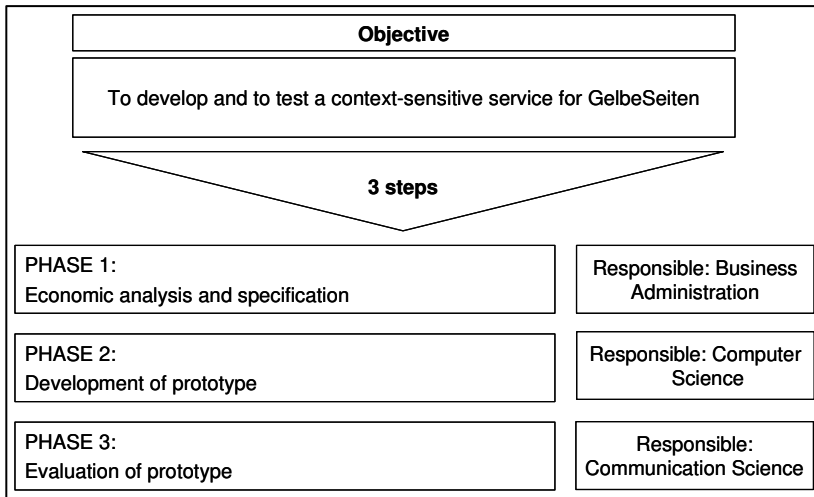 Objective
To develop and to test a context-sensitive service for GelbeSeiten
3 steps
PHASE 1:
Economic analysis and specification
Responsible: Business
Administration
PHASE 2:
Development of prototype
Responsible: Computer
Science
PHASE 3:
Evaluation of prototype
Responsible:
Communication Science